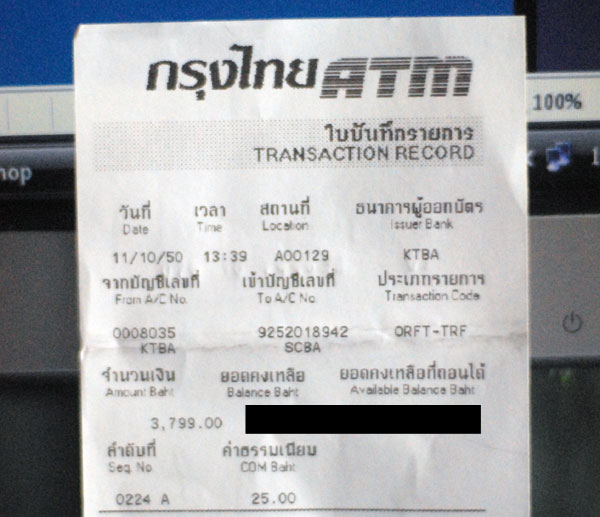 กรุงไทย ATM
100%
ใบบันทึกรายการ
TRANSACTION RECORD
hop
วันที่ เวลา สถานที่ ธนาคารผู้ออกบัตร
Date Time Location Issuer Bank
11/10/50 13:39 A00129 KTBA
จากบัญชีเลขที่ เข้าบัญชีเลขที่ ประเภทรายการ
From A/C No. To A/C No. Transaction Code
0008035 9252018942 ORFT-TRF
KTBA SCBA
จำนวนเงิน ยอดคงเหลือ ยอดคงเหลือที่ถอนได้
Amount Baht Balance Baht Available Balance Baht
3,799.00
ลำดับที่ ค่าธรรมเนียม
Seq. No. COM Baht
0224 A 25.00